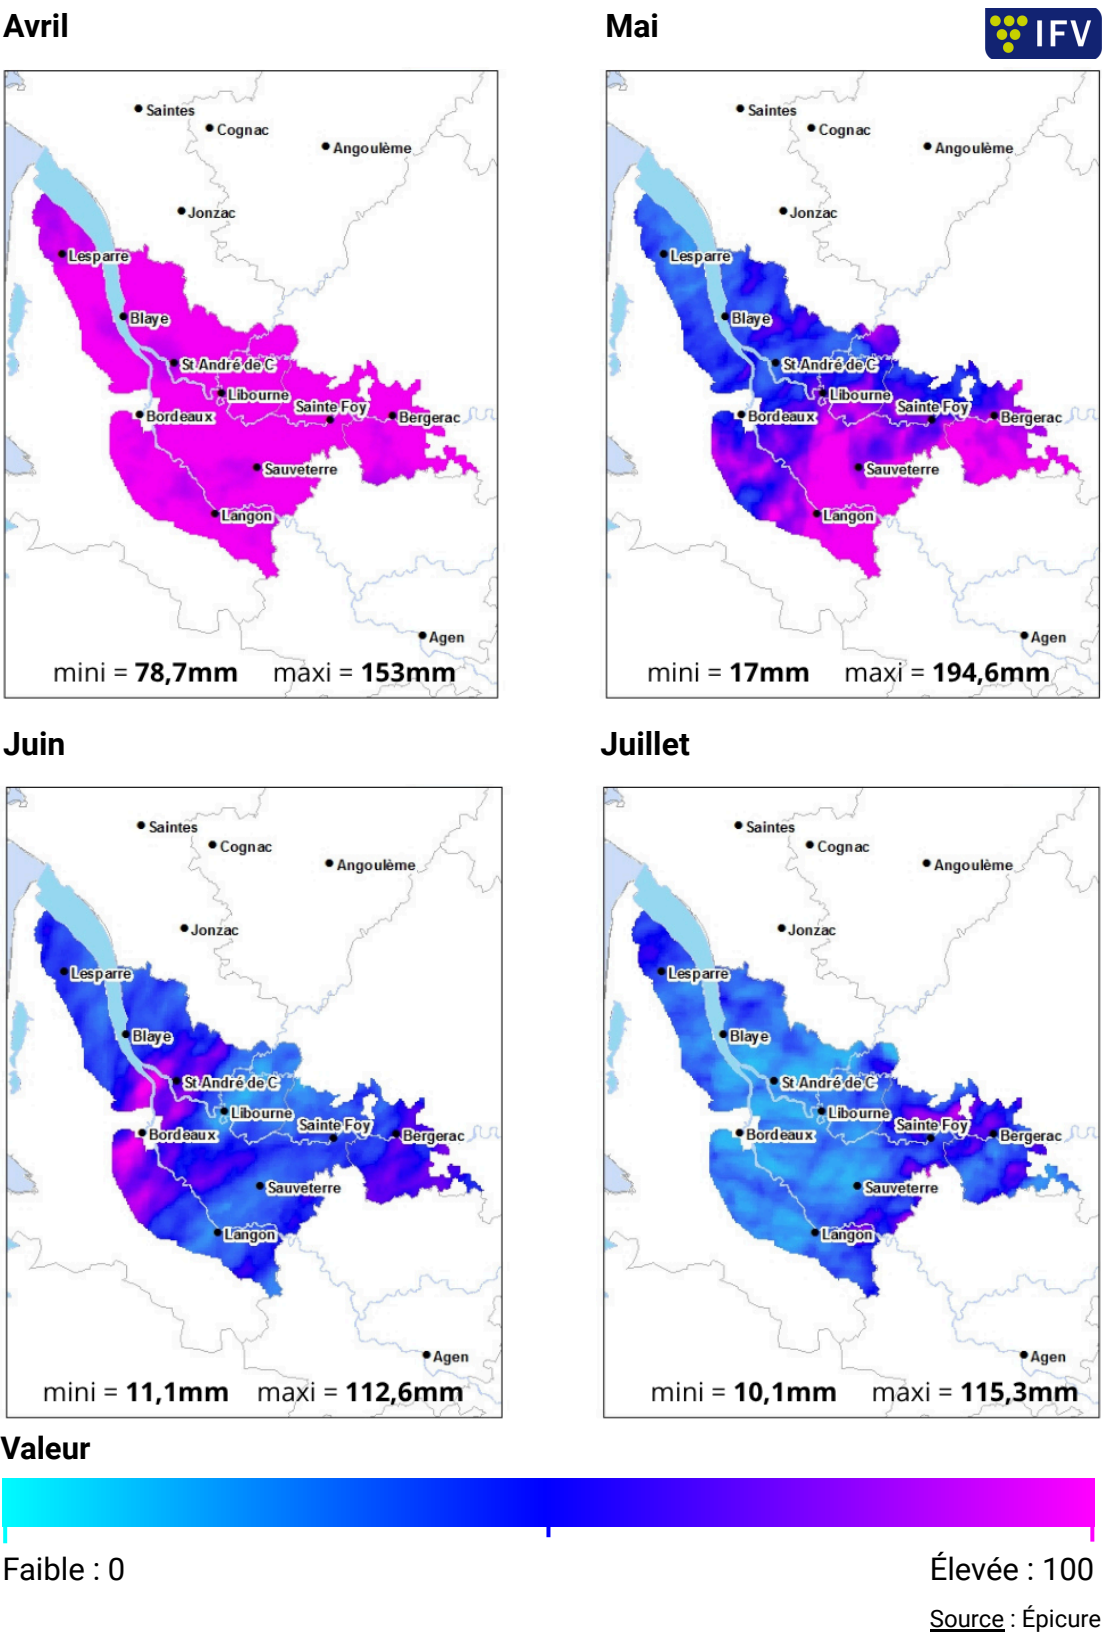 Avril
Mai
IFV
Saintes
Cognac
Angoulème
Jonzac
Lesparre
Blaye
St André de C
Libourne
Bordeaux
Sainte Foy
Bergerac
Sauveterre
Langon
Agen
mini = 78,7mm maxi = 153mm
Saintes
Cognac
Angoulème
Jonzac
Lesparre
Blaye
St André de C
Libourne
Bordeaux
Sainte Foy
Bergerac
Sauveterre
Langon
Agen
mini = 17mm maxi = 194,6mm
Juin
Juillet
Saintes
Cognac
Angoulème
Jonzac
Lesparre
Blaye
St André de C
Libourne
Bordeaux
Sainte Foy
Bergerac
Sauveterre
Langon
Agen
mini = 11,1mm maxi = 112,6mm
Saintes
Cognac
Angoulème
Jonzac
Lesparre
Blaye
St André de C
Libourne
Bordeaux
Sainte Foy
Bergerac
Sauveterre
Langon
Agen
mini = 10,1mm maxi = 115,3mm
Valeur
Faible : 0
Élevée : 100
Source : Épicure